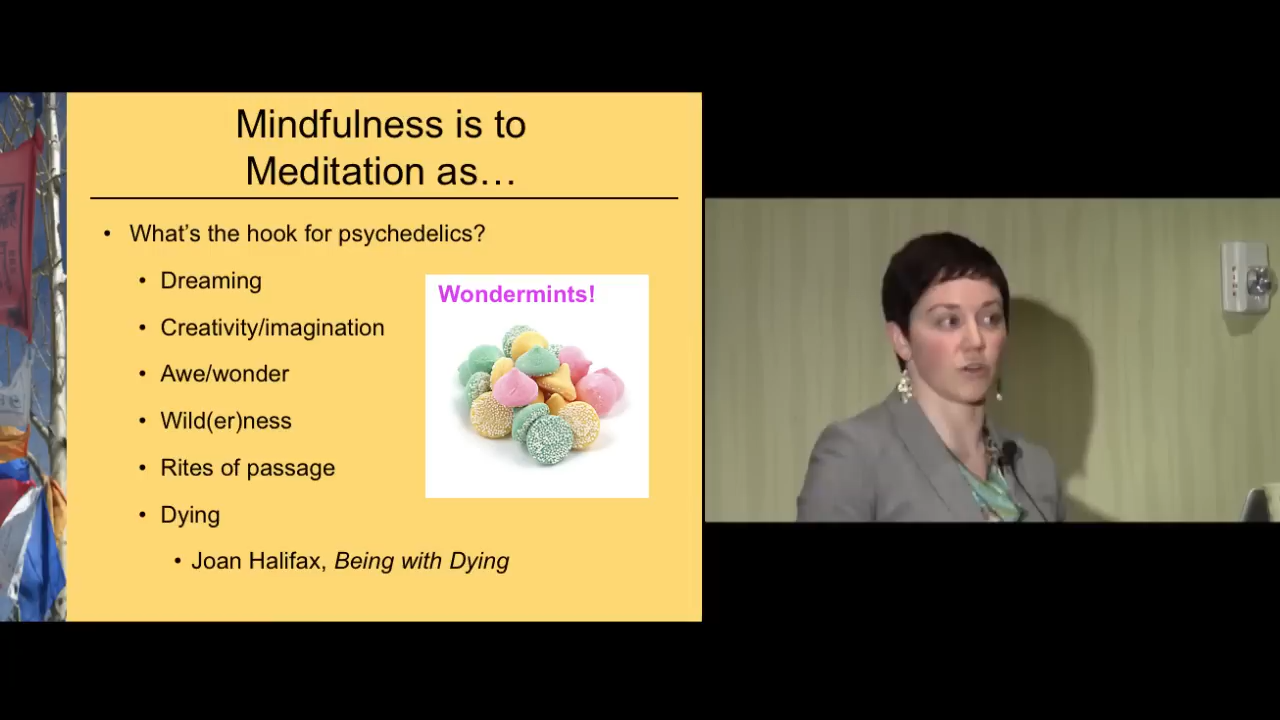 Mindfulness is to
Meditation as…
• What’s the hook for psychedelics?
• Dreaming
• Creativity/imagination
• Awe/wonder
• Wild(er)ness
• Rites of passage
• Dying
• Joan Halifax, Being with Dying
Wondermints!